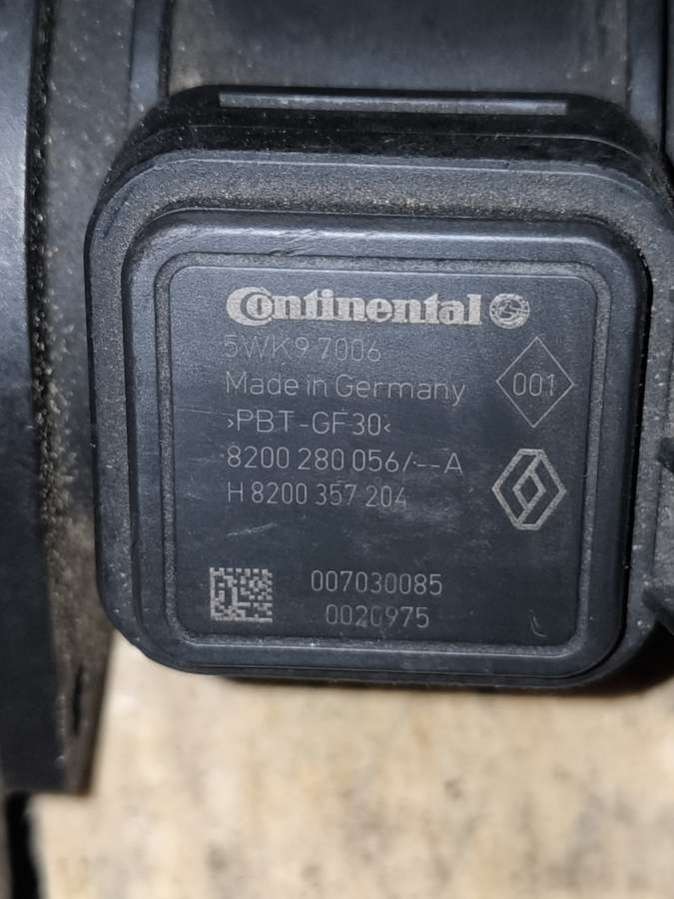 Continental
5WK9 7006
Made in Germany
001
›PBT-GF30‹
8200 280 056/--A
H 8200 357 204
007030085
0020975